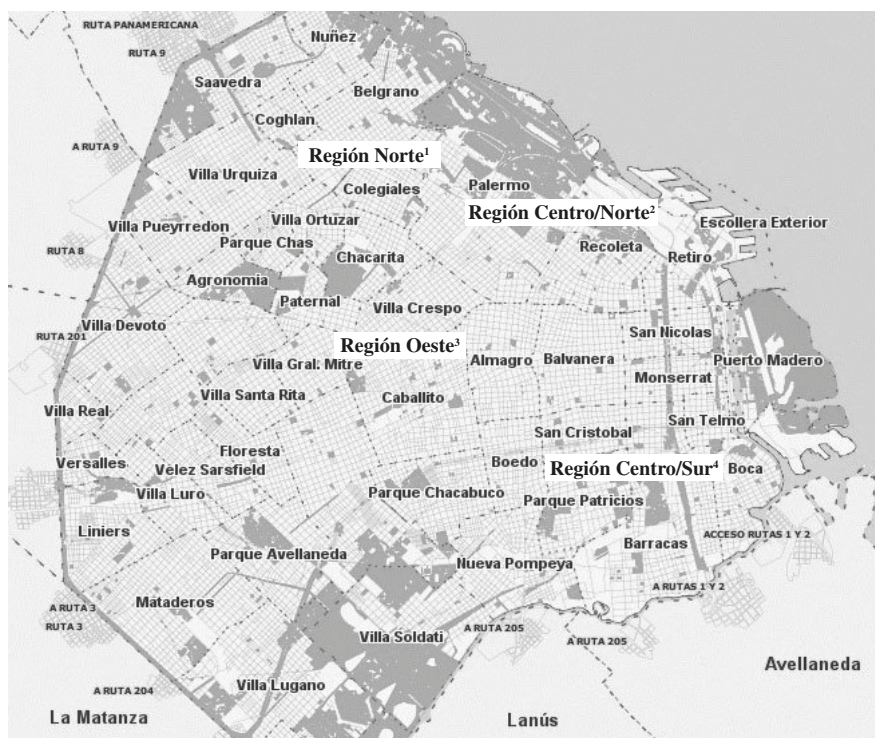 RUTA PANAMERICANA
Nuñez
RUTA 9
Saavedra
Belgrano
Coghlan
A RUTA 9
Región Norte¹
Villa Urquiza
Colegiales
Palermo
Región Centro/Norte²
Villa Ortuzar
Villa Pueyrredon
Escollera Exterior
Parque Chas
Recoleta
RUTA 8
Chacarita
Retiro
Agronomia
Paternal
Villa Crespo
Villa Devoto
San Nicolas
RUTA 201
Región Oeste³
Villa Gral. Mitre
Almagro
Balvanera
Puerto Madero
Monserrat
Villa Santa Rita
Caballito
Villa Real
San Telmo
San Cristobal
Floresta
Versalles
Velez Sarsfield
Boedo
Región Centro/Sur⁴
Boca
Villa Luro
Parque Chacabuco
Parque Patricios
Liniers
ACCESO RUTAS 1 Y 2
Barracas
Parque Avellaneda
Nueva Pompeya
A RUTAS 1 Y 2
Mataderos
A RUTA 3
RUTA 3
A RUTA 205
Villa Soldati
A RUTA 205
Avellaneda
Villa Lugano
A RUTA 204
La Matanza
Lanús